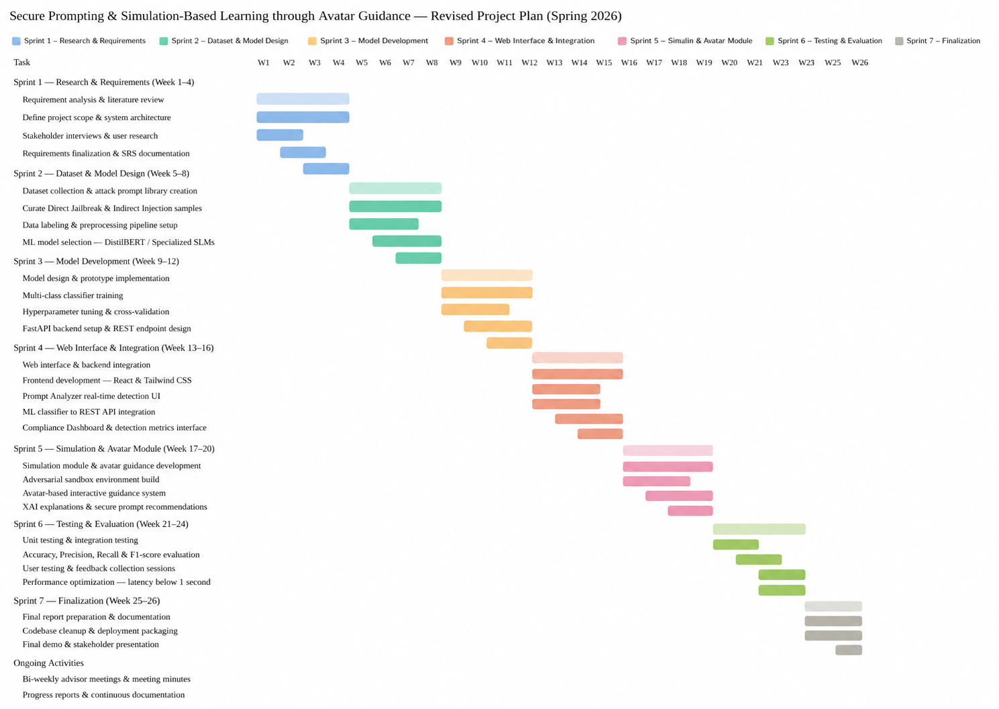 Secure Prompting & Simulation-Based Learning through Avatar Guidance — Revised Project Plan (Spring 2026)
Sprint 1 – Research & Requirements Sprint 2 – Dataset & Model Design Sprint 3 – Model Development Sprint 4 – Web Interface & Integration Sprint 5 – Simalin & Avatar Module Sprint 6 – Testing & Evaluation Sprint 7 – Finalization
Task W1 W2 W3 W4 W5 W6 W7 W8 W9 W10 W11 W12 W13 W14 W15 W16 W17 W18 W19 W20 W21 W23 W23 W25 W26
Sprint 1 — Research & Requirements (Week 1–4)
Requirement analysis & literature review
Define project scope & system architecture
Stakeholder interviews & user research
Requirements finalization & SRS documentation
Sprint 2 — Dataset & Model Design (Week 5–8)
Dataset collection & attack prompt library creation
Curate Direct Jailbreak & Indirect Injection samples
Data labeling & preprocessing pipeline setup
ML model selection — DistilBERT / Specialized SLMs
Sprint 3 — Model Development (Week 9–12)
Model design & prototype implementation
Multi-class classifier training
Hyperparameter tuning & cross-validation
FastAPI backend setup & REST endpoint design
Sprint 4 — Web Interface & Integration (Week 13–16)
Web interface & backend integration
Frontend development — React & Tailwind CSS
Prompt Analyzer real-time detection UI
ML classifier to REST API integration
Compliance Dashboard & detection metrics interface
Sprint 5 — Simulation & Avatar Module (Week 17–20)
Simulation module & avatar guidance development
Adversarial sandbox environment build
Avatar-based interactive guidance system
XAI explanations & secure prompt recommendations
Sprint 6 — Testing & Evaluation (Week 21–24)
Unit testing & integration testing
Accuracy, Precision, Recall & F1-score evaluation
User testing & feedback collection sessions
Performance optimization — latency below 1 second
Sprint 7 — Finalization (Week 25–26)
Final report preparation & documentation
Codebase cleanup & deployment packaging
Final demo & stakeholder presentation
Ongoing Activities
Bi-weekly advisor meetings & meeting minutes
Progress reports & continuous documentation